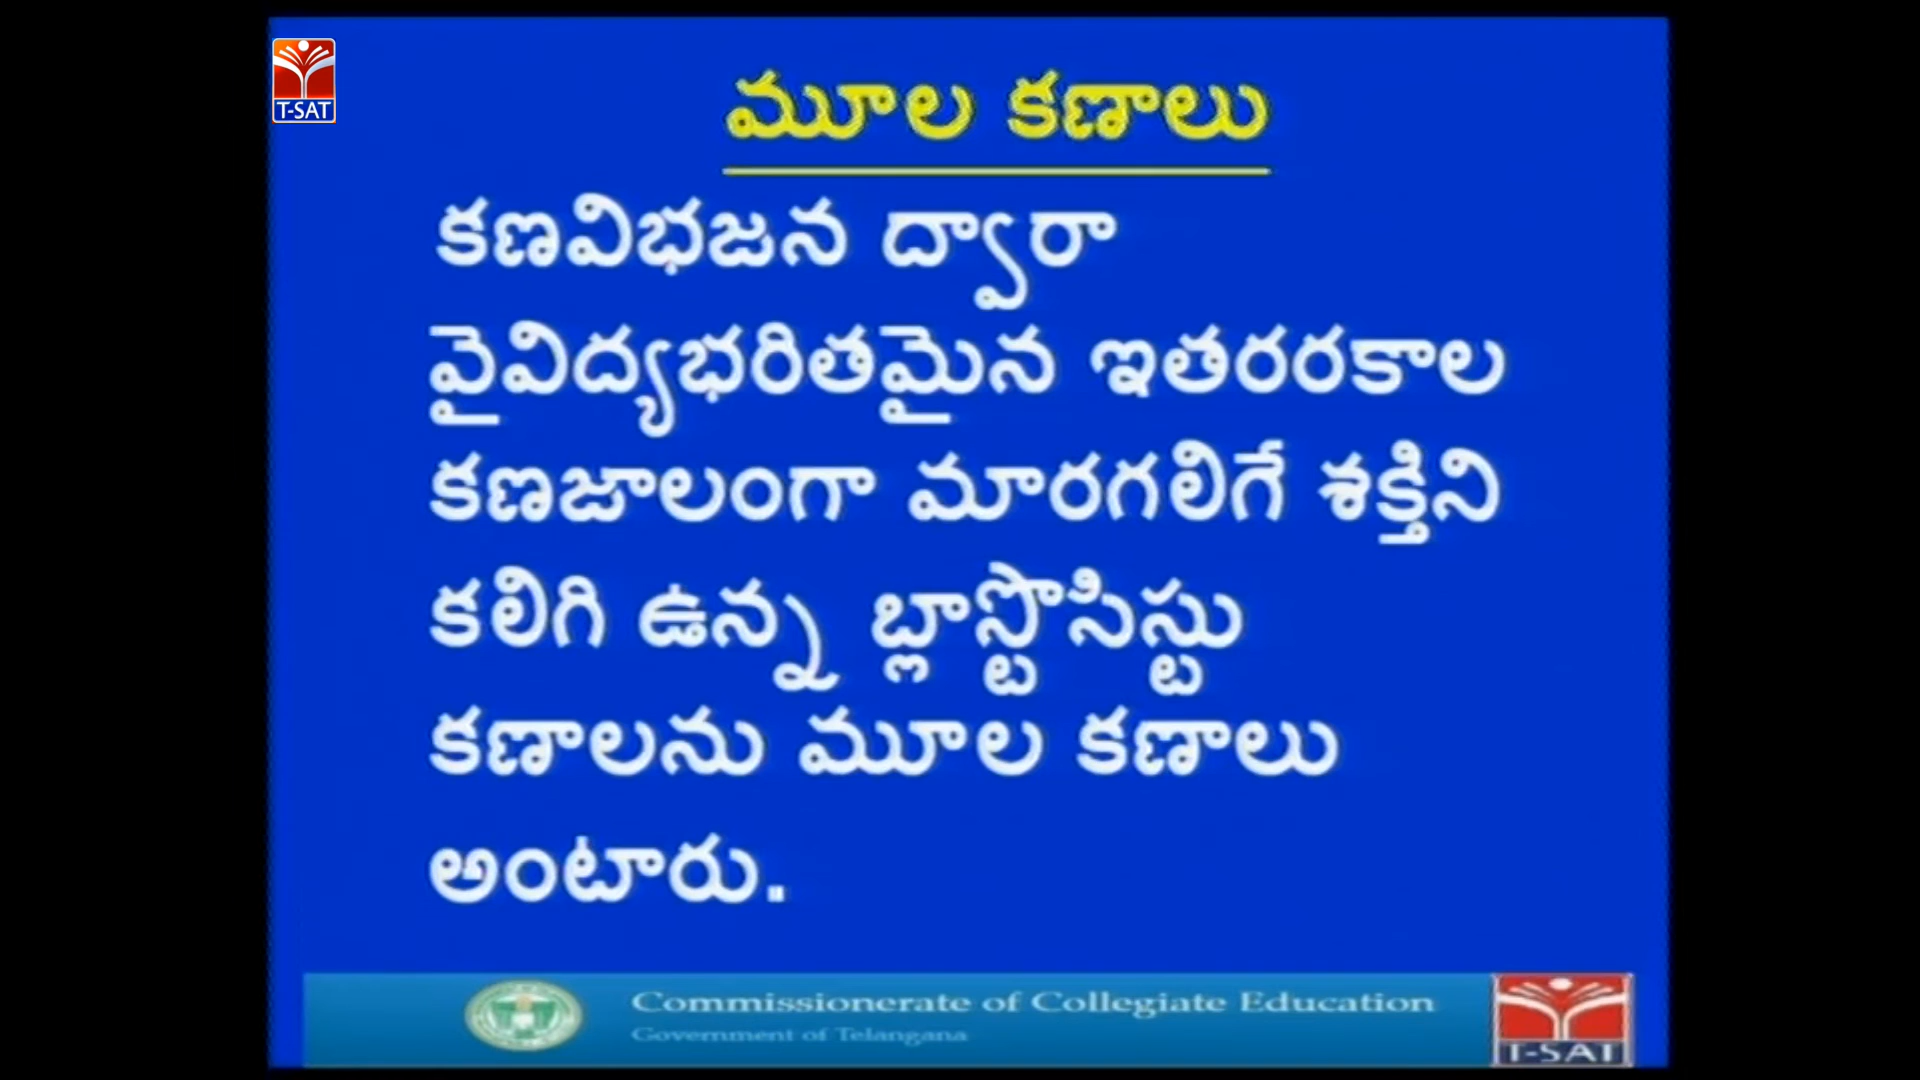 T-SAT
మూల కణాలు
కణవిభజన ద్వారా
వైవిద్యభరితమైన ఇతరరకాల
కణజాలంగా మారగలిగే శక్తిని
కలిగి ఉన్న బ్లాస్టొసిస్టు
కణాలను మూల కణాలు
అంటారు.
Commissionerate of Collegiate Education
Government of Telangana
T-SAT